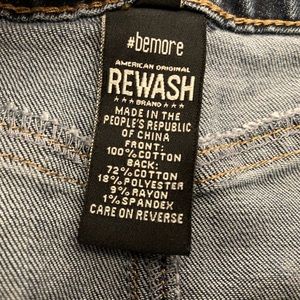 #bemore
AMERICAN ORIGINAL
REWASH
★★★ BRAND ★★★
MADE IN THE
PEOPLE'S REPUBLIC
OF CHINA
FRONT:
100% COTTON
BACK:
72% COTTON
18% POLYESTER
9% RAYON
1% SPANDEX
CARE ON REVERSE